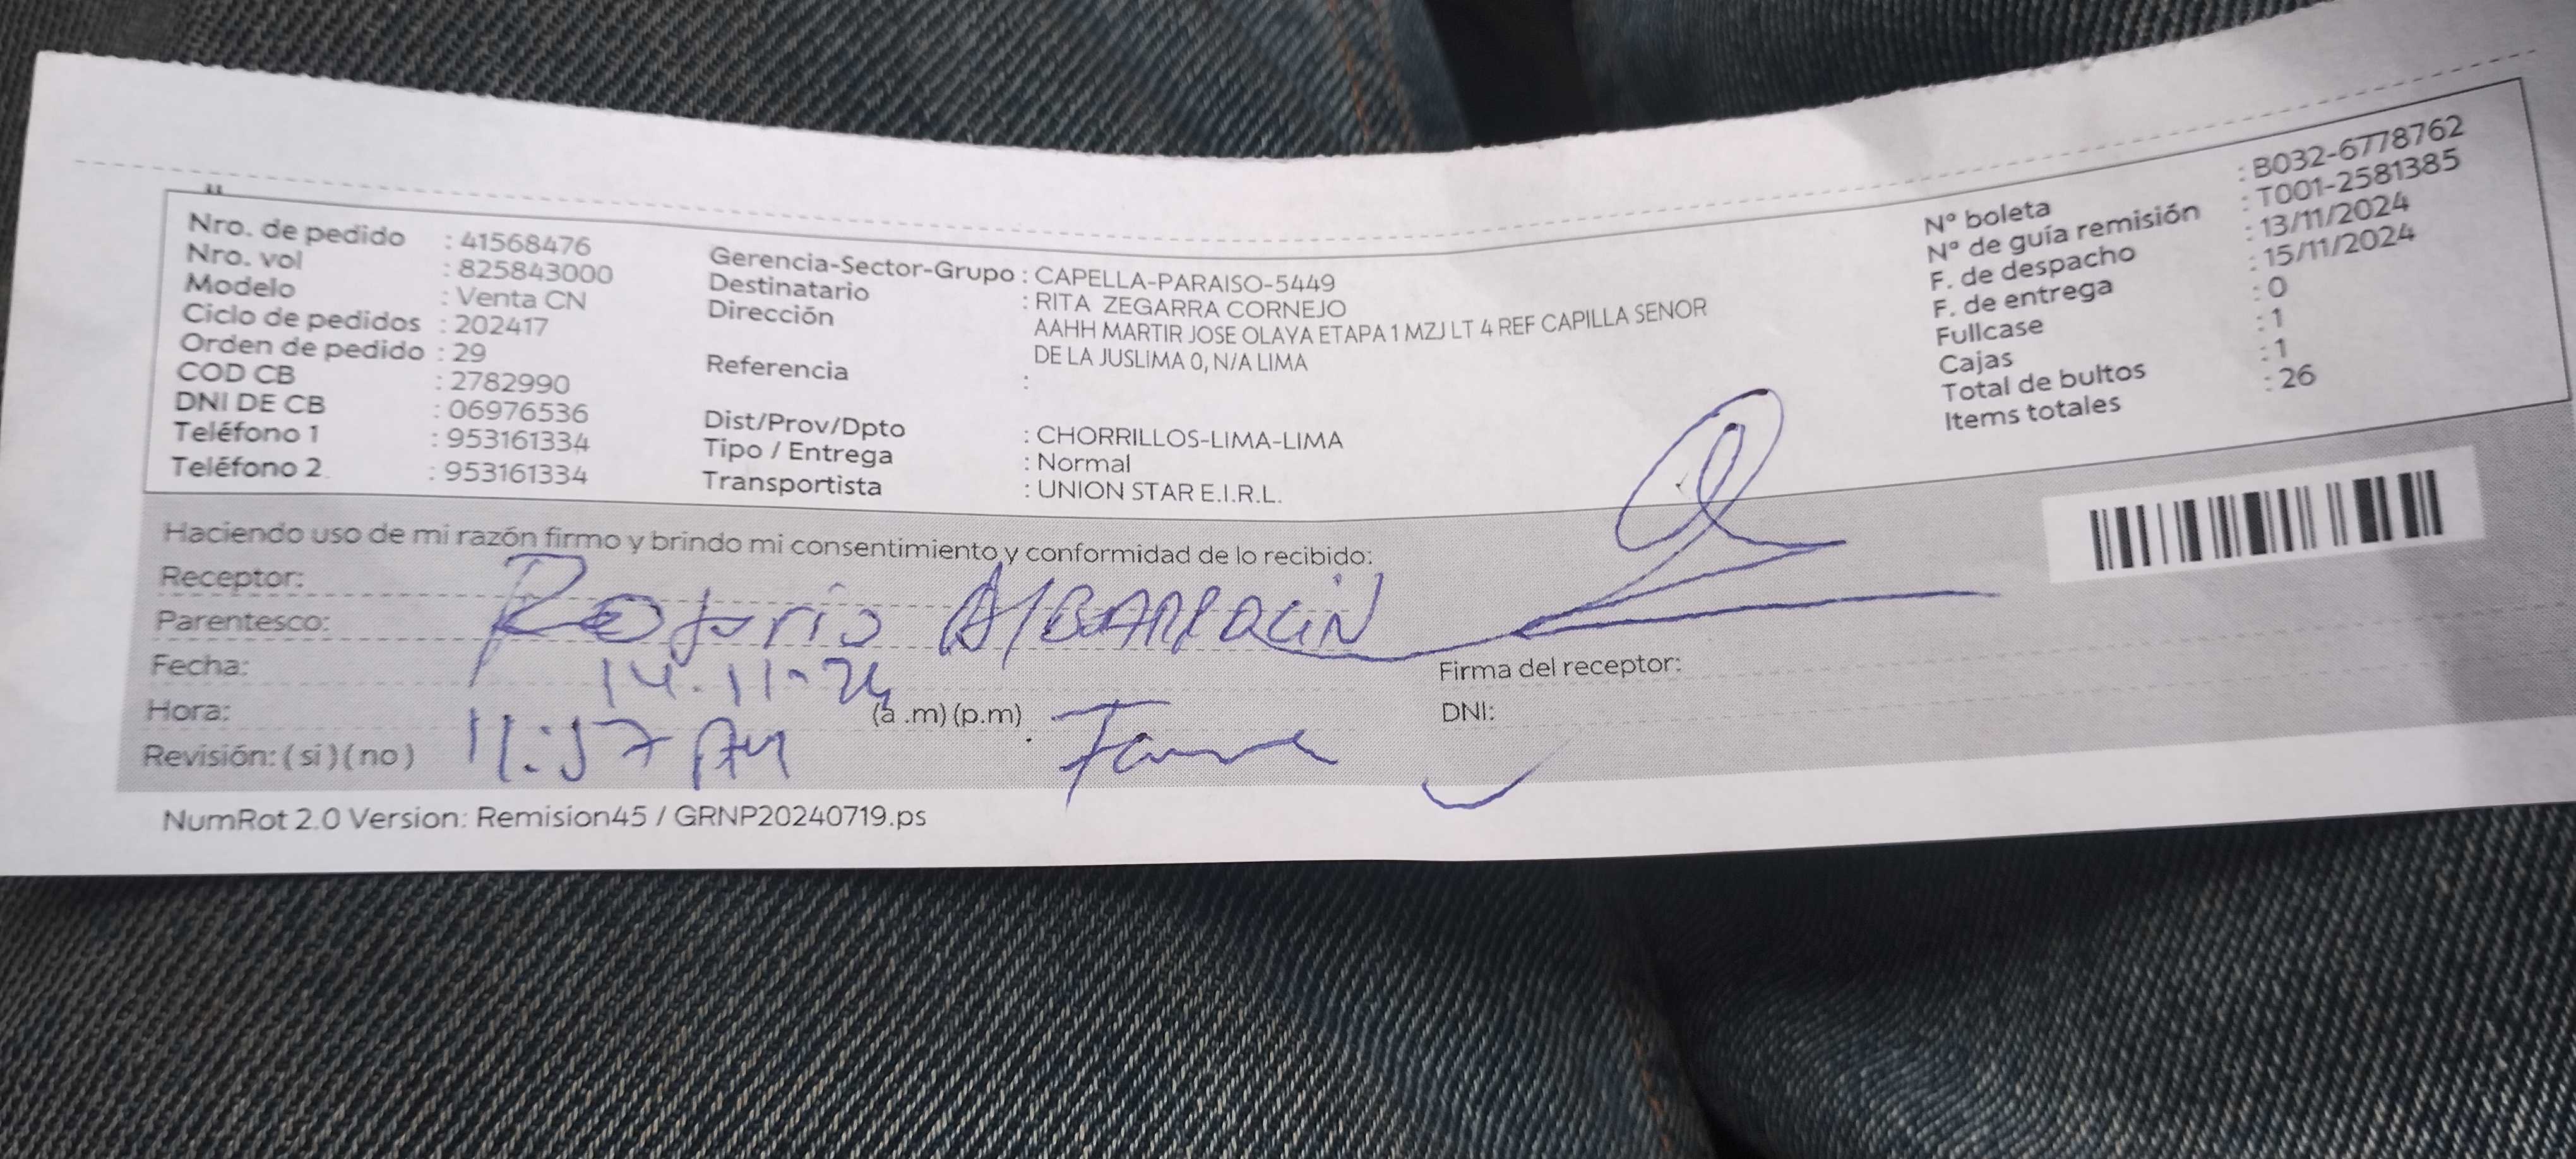 Nro. de pedido : 41568476
Nro. vol : 825843000
Modelo : Venta CN
Ciclo de pedidos : 202417
Orden de pedido : 29
COD CB : 2782990
DNI DE CB : 06976536
Teléfono 1 : 953161334
Teléfono 2 : 953161334
Gerencia-Sector-Grupo : CAPELLA-PARAISO-5449
Destinatario : RITA ZEGARRA CORNEJO
Dirección : AAHH MARTIR JOSE OLAYA ETAPA 1 MZJ LT 4 REF CAPILLA SENOR
DE LA JUSLIMA 0, N/A LIMA
Referencia :
Dist/Prov/Dpto : CHORRILLOS-LIMA-LIMA
Tipo / Entrega : Normal
Transportista : UNION STAR E.I.R.L.
N° boleta : B032-6778762
N° de guía remisión : T001-2581385
F. de despacho : 13/11/2024
F. de entrega : 15/11/2024
Fullcase : 0
Cajas : 1
Total de bultos : 1
Items totales : 26
Haciendo uso de mi razón firmo y brindo mi consentimiento y conformidad de lo recibido:
Receptor:
Parentesco: Rosario AlBARRACIN
Fecha: 14-11-24
Firma del receptor:
Hora: (a .m) (p.m)
DNI:
Revisión: ( si ) ( no ) 11:57 AM
NumRot 2.0 Version: Remision45 / GRNP20240719.ps